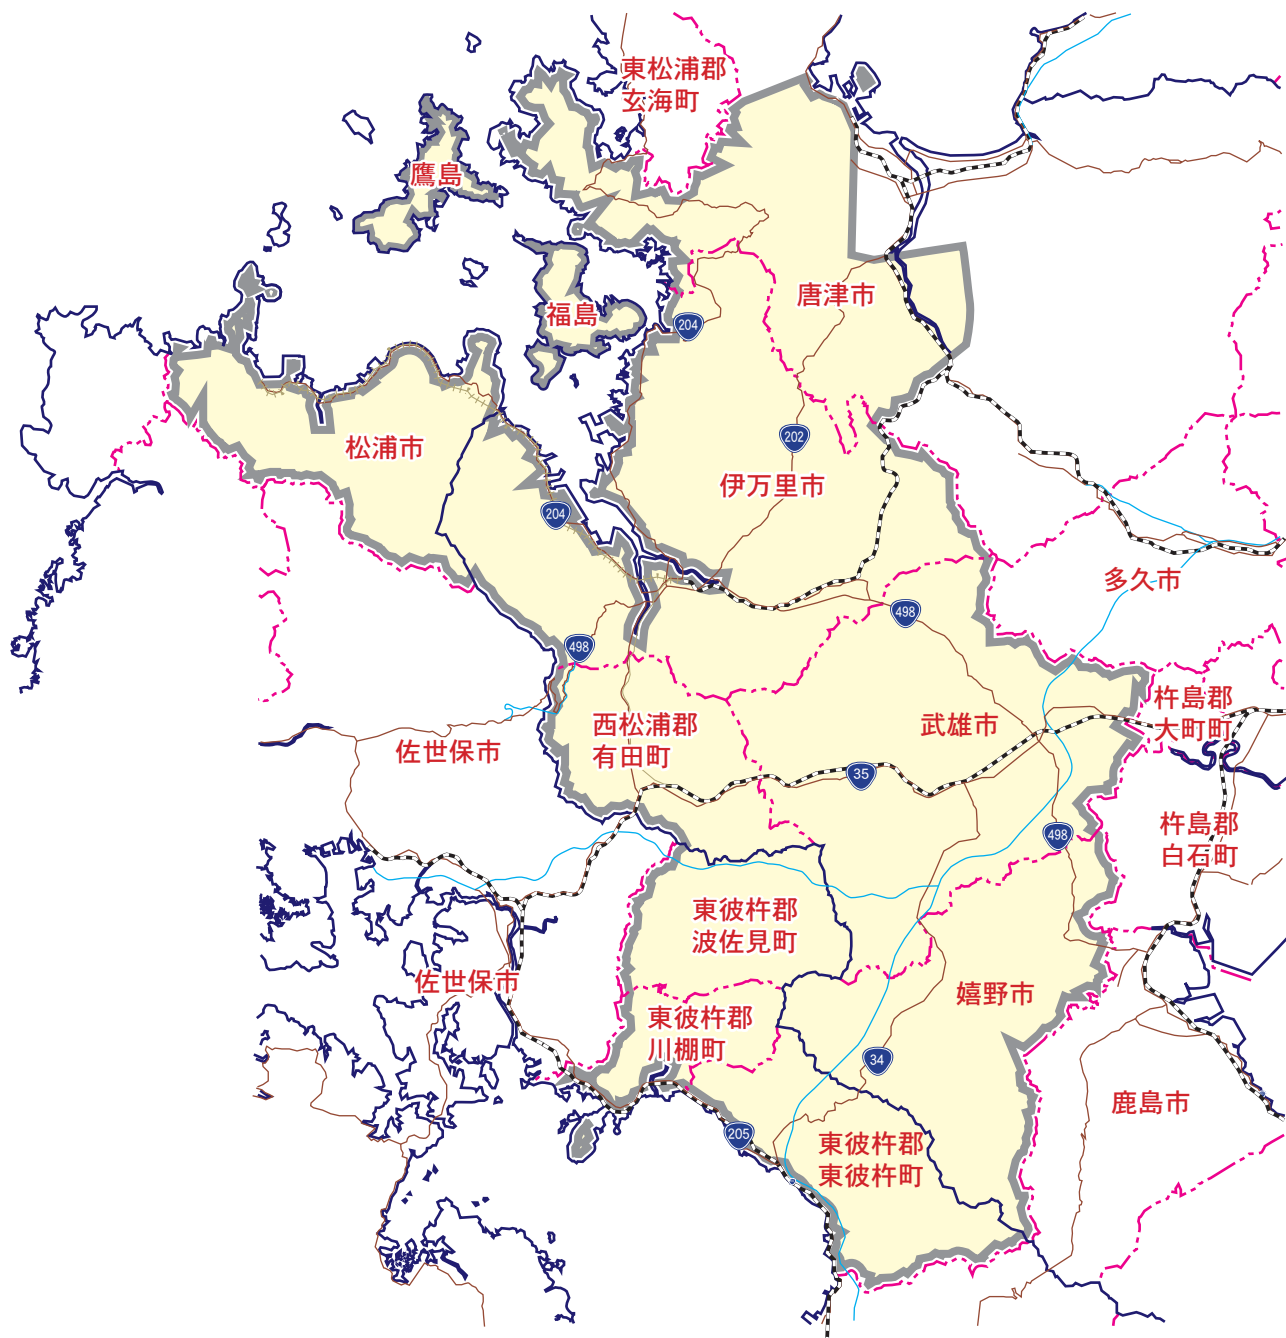 東松浦郡
玄海町
鷹島
福島
唐津市
204
202
松浦市
伊万里市
204
多久市
498
498
杵島郡
大町町
西松浦郡
有田町
武雄市
佐世保市
35
杵島郡
白石町
498
東彼杵郡
波佐見町
佐世保市
嬉野市
東彼杵郡
川棚町
34
鹿島市
205
東彼杵郡
東彼杵町